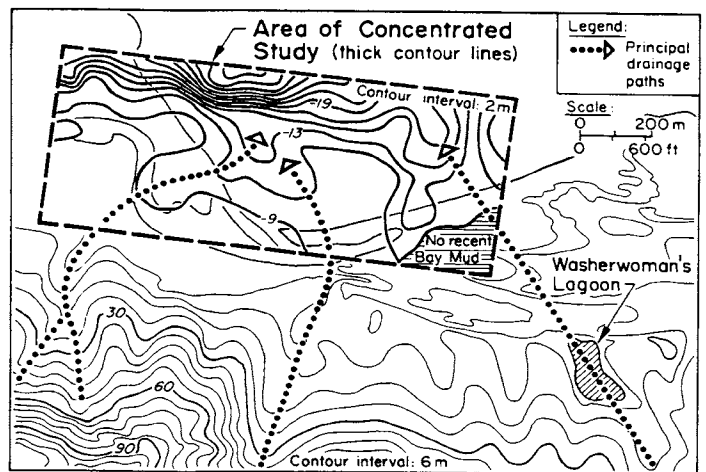 Area of Concentrated
Study (thick contour lines)
Legend:
Principal
drainage
paths
Contour interval: 2m
Scale:
0 200 m
0 600 ft
-19
-13
-9
No recent
Bay Mud
Washerwoman's
Lagoon
30
60
90
Contour interval: 6m